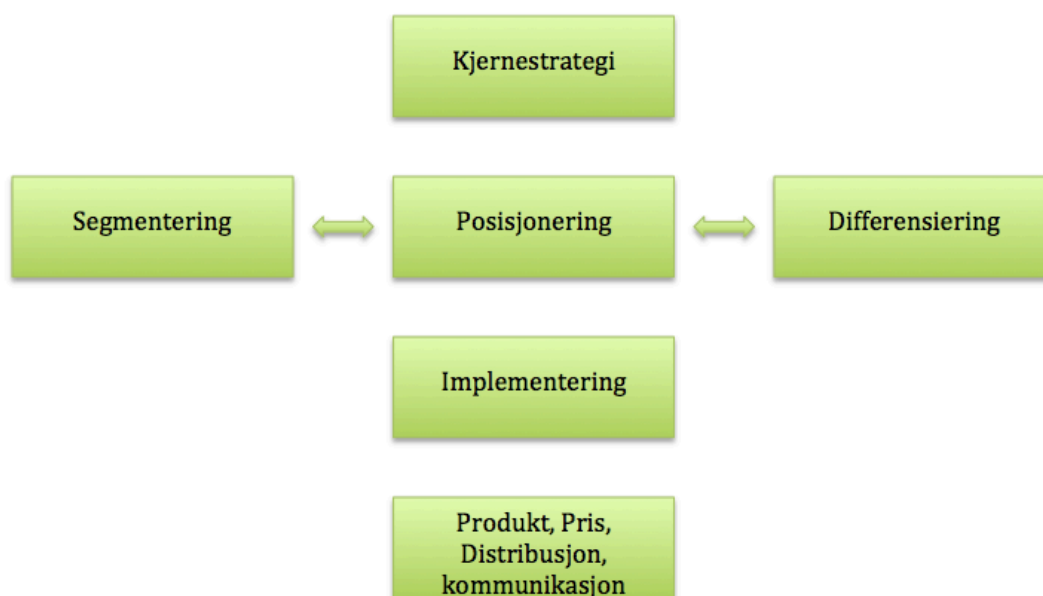 Kjernestrategi
Segmentering
Posisjonering
Differensiering
Implementering
Produkt, Pris,
Distribusjon,
kommunikasjon